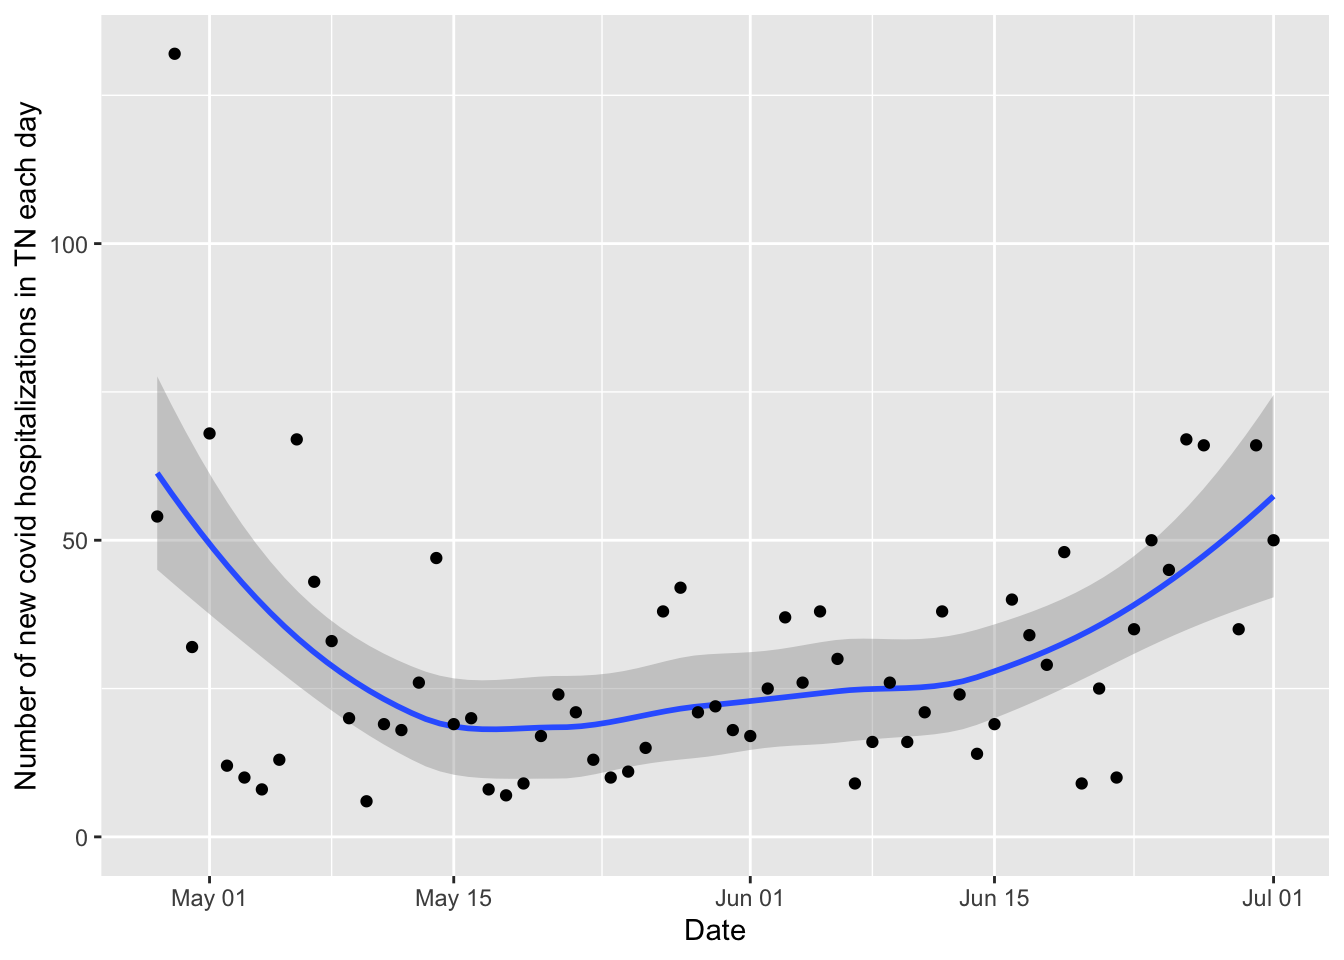 Number of new covid hospitalizations in TN each day
100
50
0
May 01
May 15
Jun 01
Jun 15
Jul 01
Date